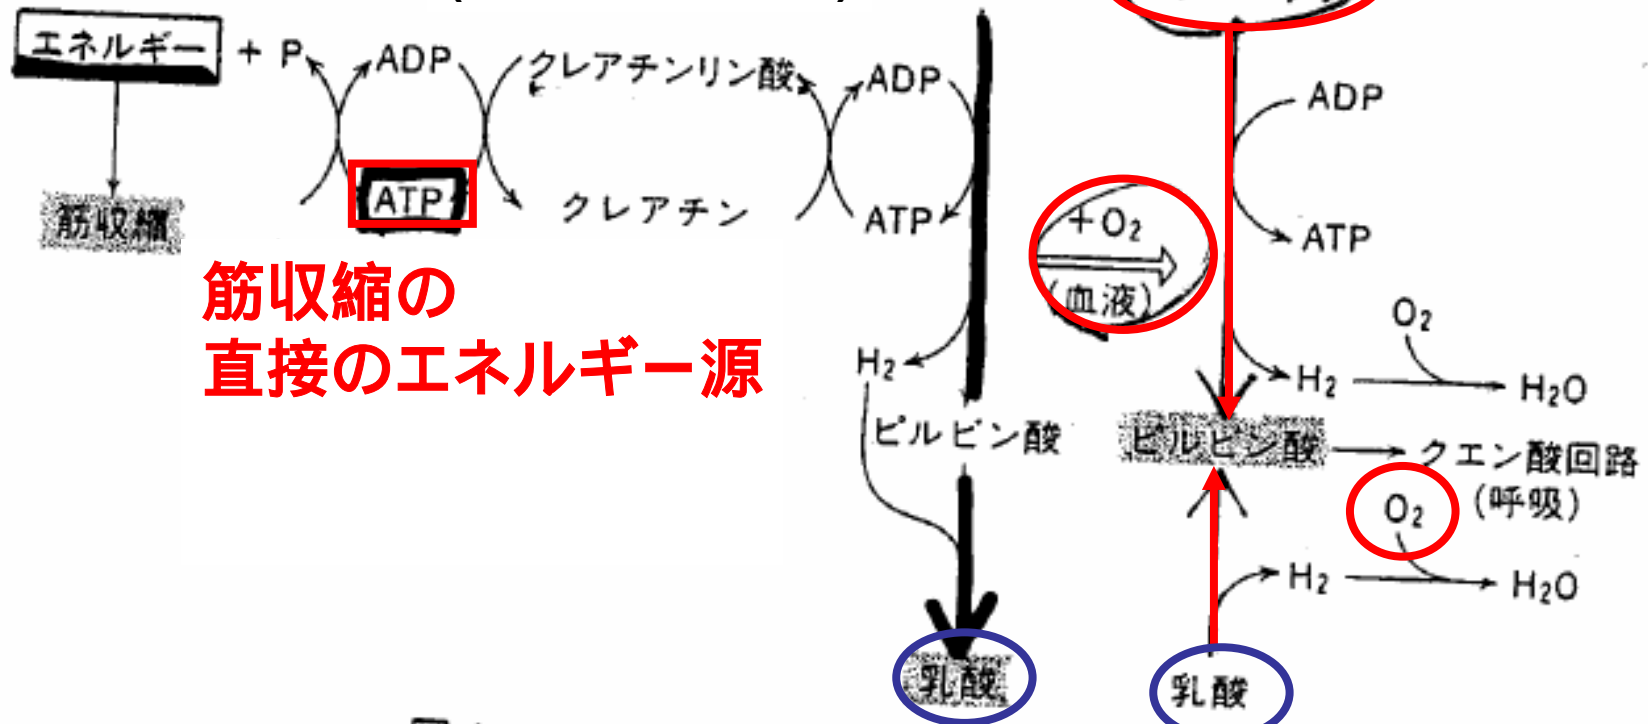 エネルギー + P
ADP
クレアチンリン酸
ADP
ADP
筋収縮
ATP
クレアチン
ATP
+O₂
(血液)
ATP
筋収縮の
直接のエネルギー源
H₂
O₂
H₂
H₂O
ピルビン酸
ピルビン酸
クエン酸回路
(呼吸)
O₂
H₂
H₂O
乳酸
乳酸